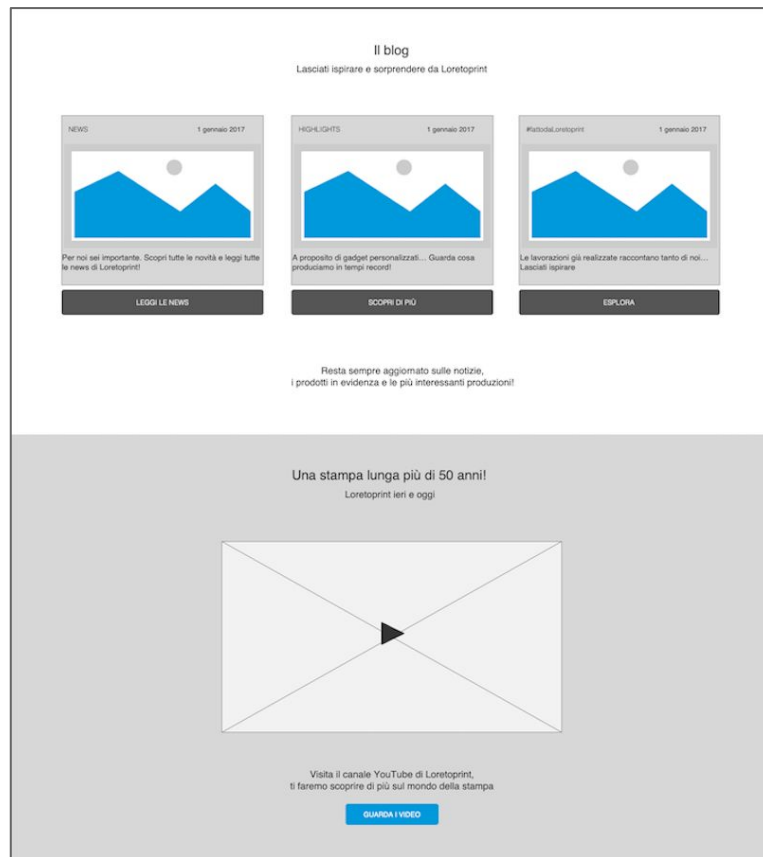 Il blog
Lasciati ispirare e sorprendere da Loretoprint
NEWS 1 gennaio 2017
Per noi sei importante. Scopri tutte le novità e leggi tutte
le news di Loretoprint!
LEGGI LE NEWS
HIGHLIGHTS 1 gennaio 2017
A proposito di gadget personalizzati... Guarda cosa
produciamo in tempi record!
SCOPRI DI PIÙ
#fattodaLoretoprint 1 gennaio 2017
Le lavorazioni già realizzate raccontano tanto di noi...
Lasciati ispirare
ESPLORA
Resta sempre aggiornato sulle notizie,
i prodotti in evidenza e le più interessanti produzioni!
Una stampa lunga più di 50 anni!
Loretoprint ieri e oggi
Visita il canale YouTube di Loretoprint,
ti faremo scoprire di più sul mondo della stampa
GUARDA I VIDEO